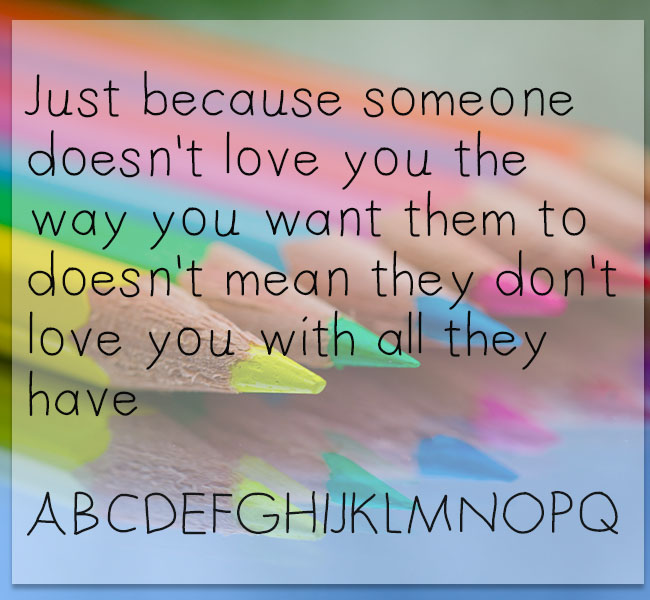 Just because someone
doesn't love you the
way you want them to
doesn't mean they don't
love you with all they
have
ABCDEFGHIJKLMNOPQ